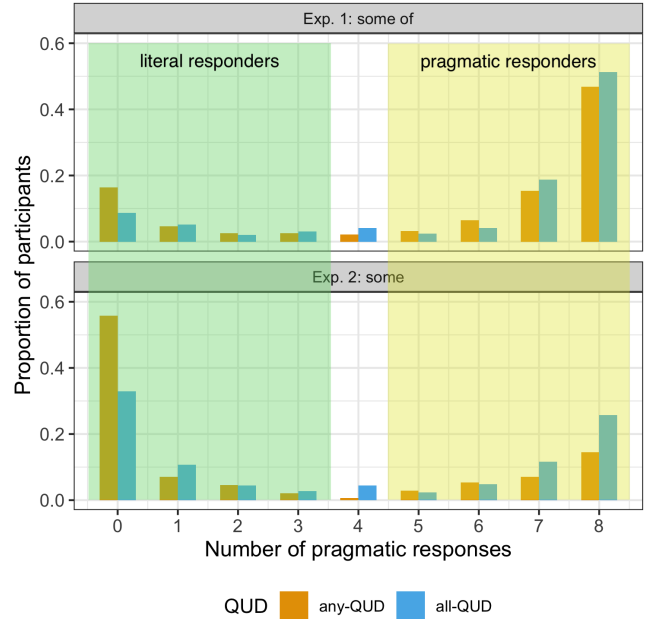 Exp. 1: some of
literal responders
pragmatic responders
0.6
0.4
0.2
0.0
Exp. 2: some
0.6
0.4
0.2
0.0
Proportion of participants
0 1 2 3 4 5 6 7 8
Number of pragmatic responses
QUD any-QUD all-QUD